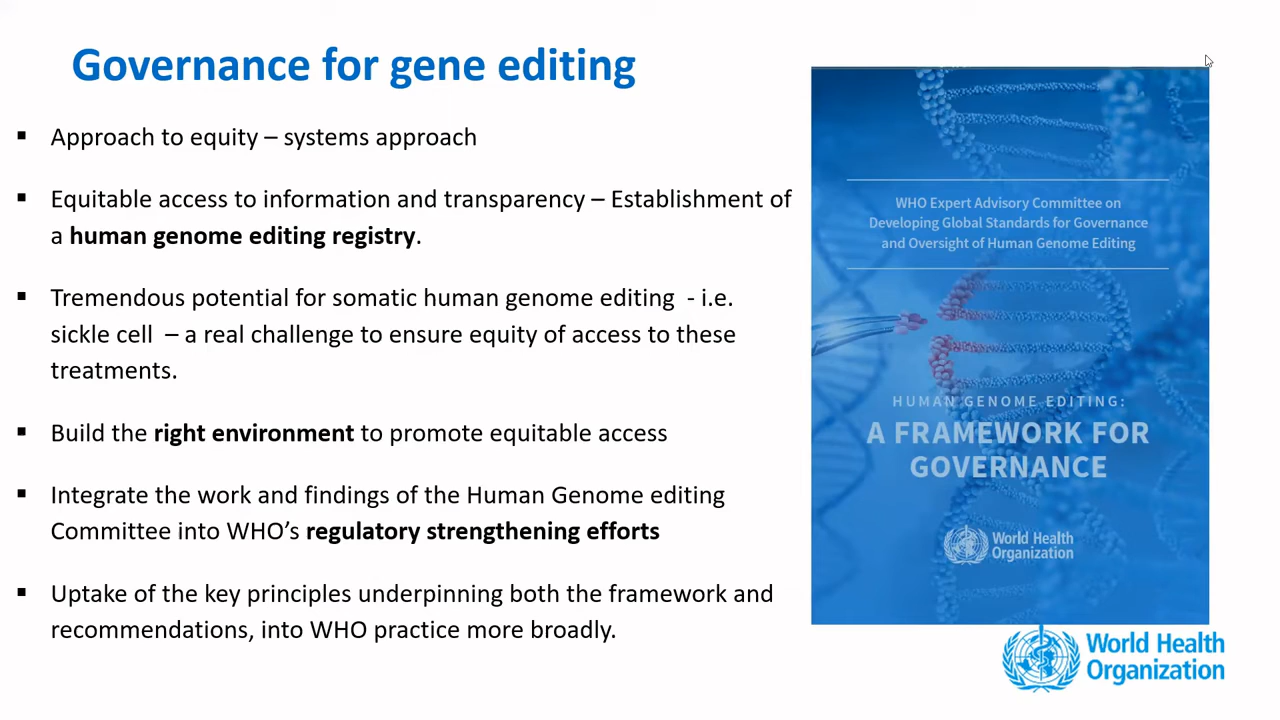 Governance for gene editing
▪ Approach to equity – systems approach
▪ Equitable access to information and transparency – Establishment of
a human genome editing registry.
▪ Tremendous potential for somatic human genome editing  - i.e.
sickle cell  – a real challenge to ensure equity of access to these
treatments.
▪ Build the right environment to promote equitable access
▪ Integrate the work and findings of the Human Genome editing
Committee into WHO’s regulatory strengthening efforts
▪ Uptake of the key principles underpinning both the framework and
recommendations, into WHO practice more broadly.
WHO Expert Advisory Committee on
Developing Global Standards for Governance
and Oversight of Human Genome Editing
HUMAN GENOME EDITING:
A FRAMEWORK FOR
GOVERNANCE
World Health
Organization
World Health
Organization